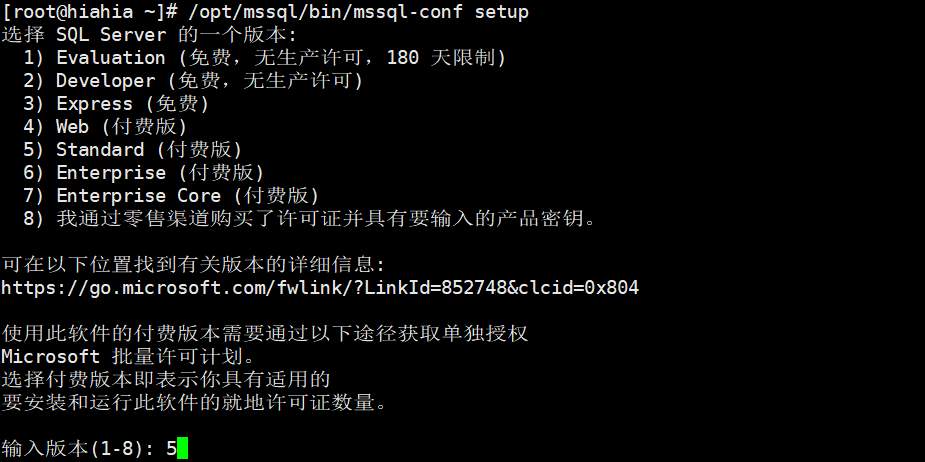 [root@hiahia ~]# /opt/mssql/bin/mssql-conf setup
选择 SQL Server 的一个版本:
1) Evaluation (免费，无生产许可，180 天限制)
2) Developer (免费，无生产许可)
3) Express (免费)
4) Web (付费版)
5) Standard (付费版)
6) Enterprise (付费版)
7) Enterprise Core (付费版)
8) 我通过零售渠道购买了许可证并具有要输入的产品密钥。
可在以下位置找到有关版本的详细信息:
https://go.microsoft.com/fwlink/?LinkId=852748&clcid=0x804
使用此软件的付费版本需要通过以下途径获取单独授权
Microsoft 批量许可计划。
选择付费版本即表示你具有适用的
要安装和运行此软件的就地许可证数量。
输入版本(1-8): 5